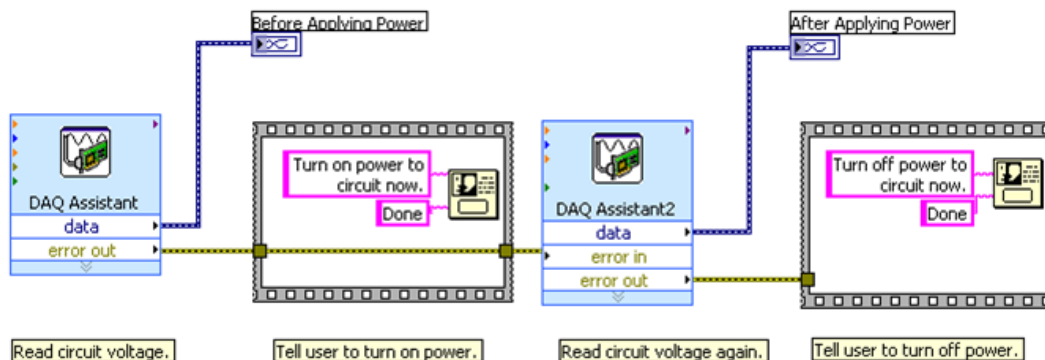 Before Applying Power
After Applying Power
Turn on power to
circuit now.
Done
Turn off power to
circuit now.
Done
DAQ Assistant
data
error out
DAQ Assistant2
data
error in
error out
Read circuit voltage.
Tell user to turn on power.
Read circuit voltage again.
Tell user to turn off power.